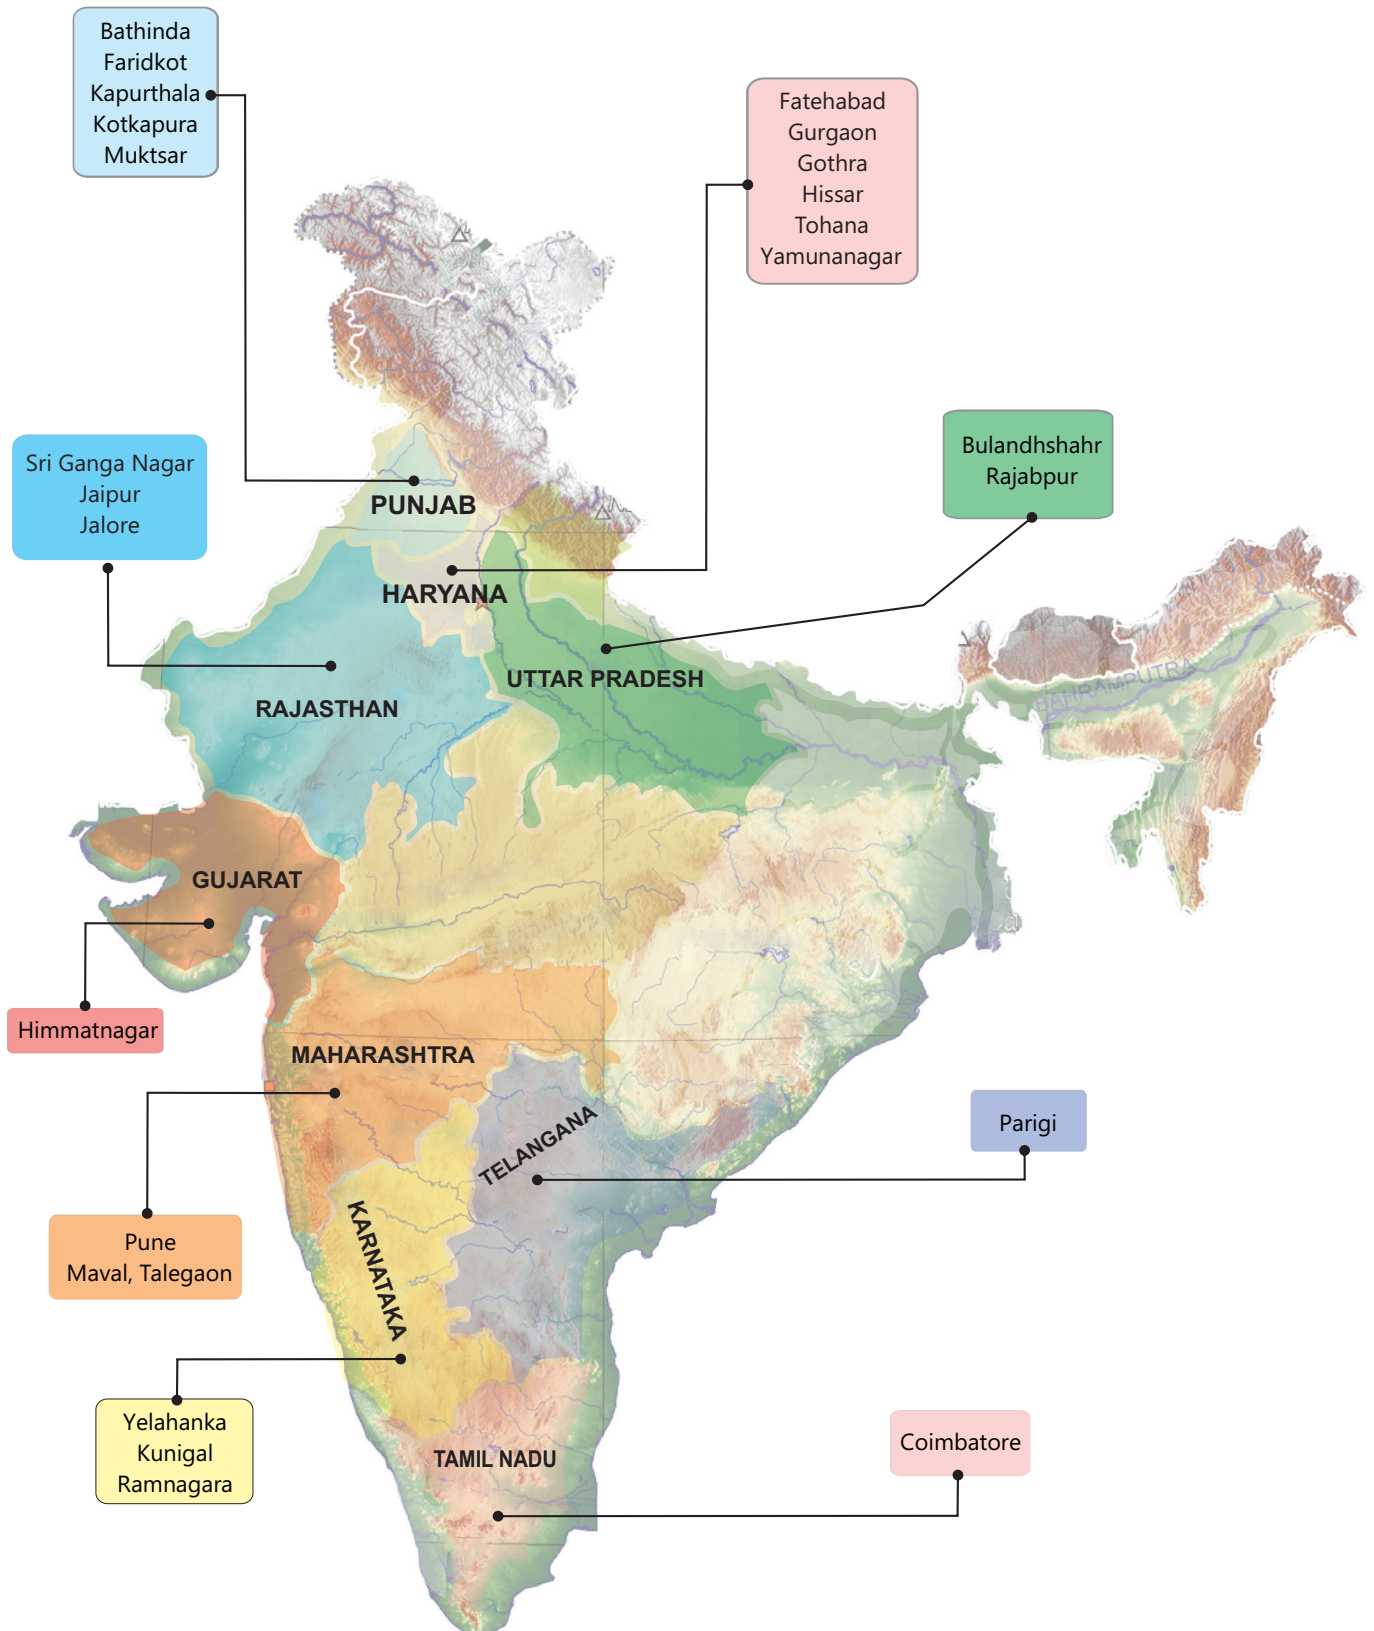 Bathinda
Faridkot
Kapurthala
Kotkapura
Muktsar
Fatehabad
Gurgaon
Gothra
Hissar
Tohana
Yamunanagar
Sri Ganga Nagar
Jaipur
Jalore
Bulandhshahr
Rajabpur
PUNJAB
HARYANA
UTTAR PRADESH
RAJASTHAN
BAHRAMPUTRA
GUJARAT
Himmatnagar
MAHARASHTRA
TELANGANA
Parigi
Pune
Maval, Talegaon
KARNATAKA
Yelahanka
Kunigal
Ramnagara
TAMIL NADU
Coimbatore